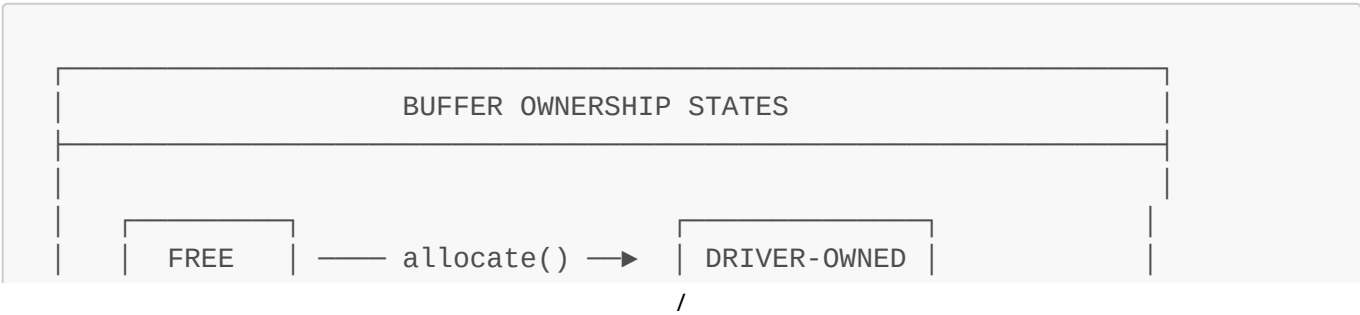 BUFFER OWNERSHIP STATES
FREE ──── allocate() ──► DRIVER-OWNED
/